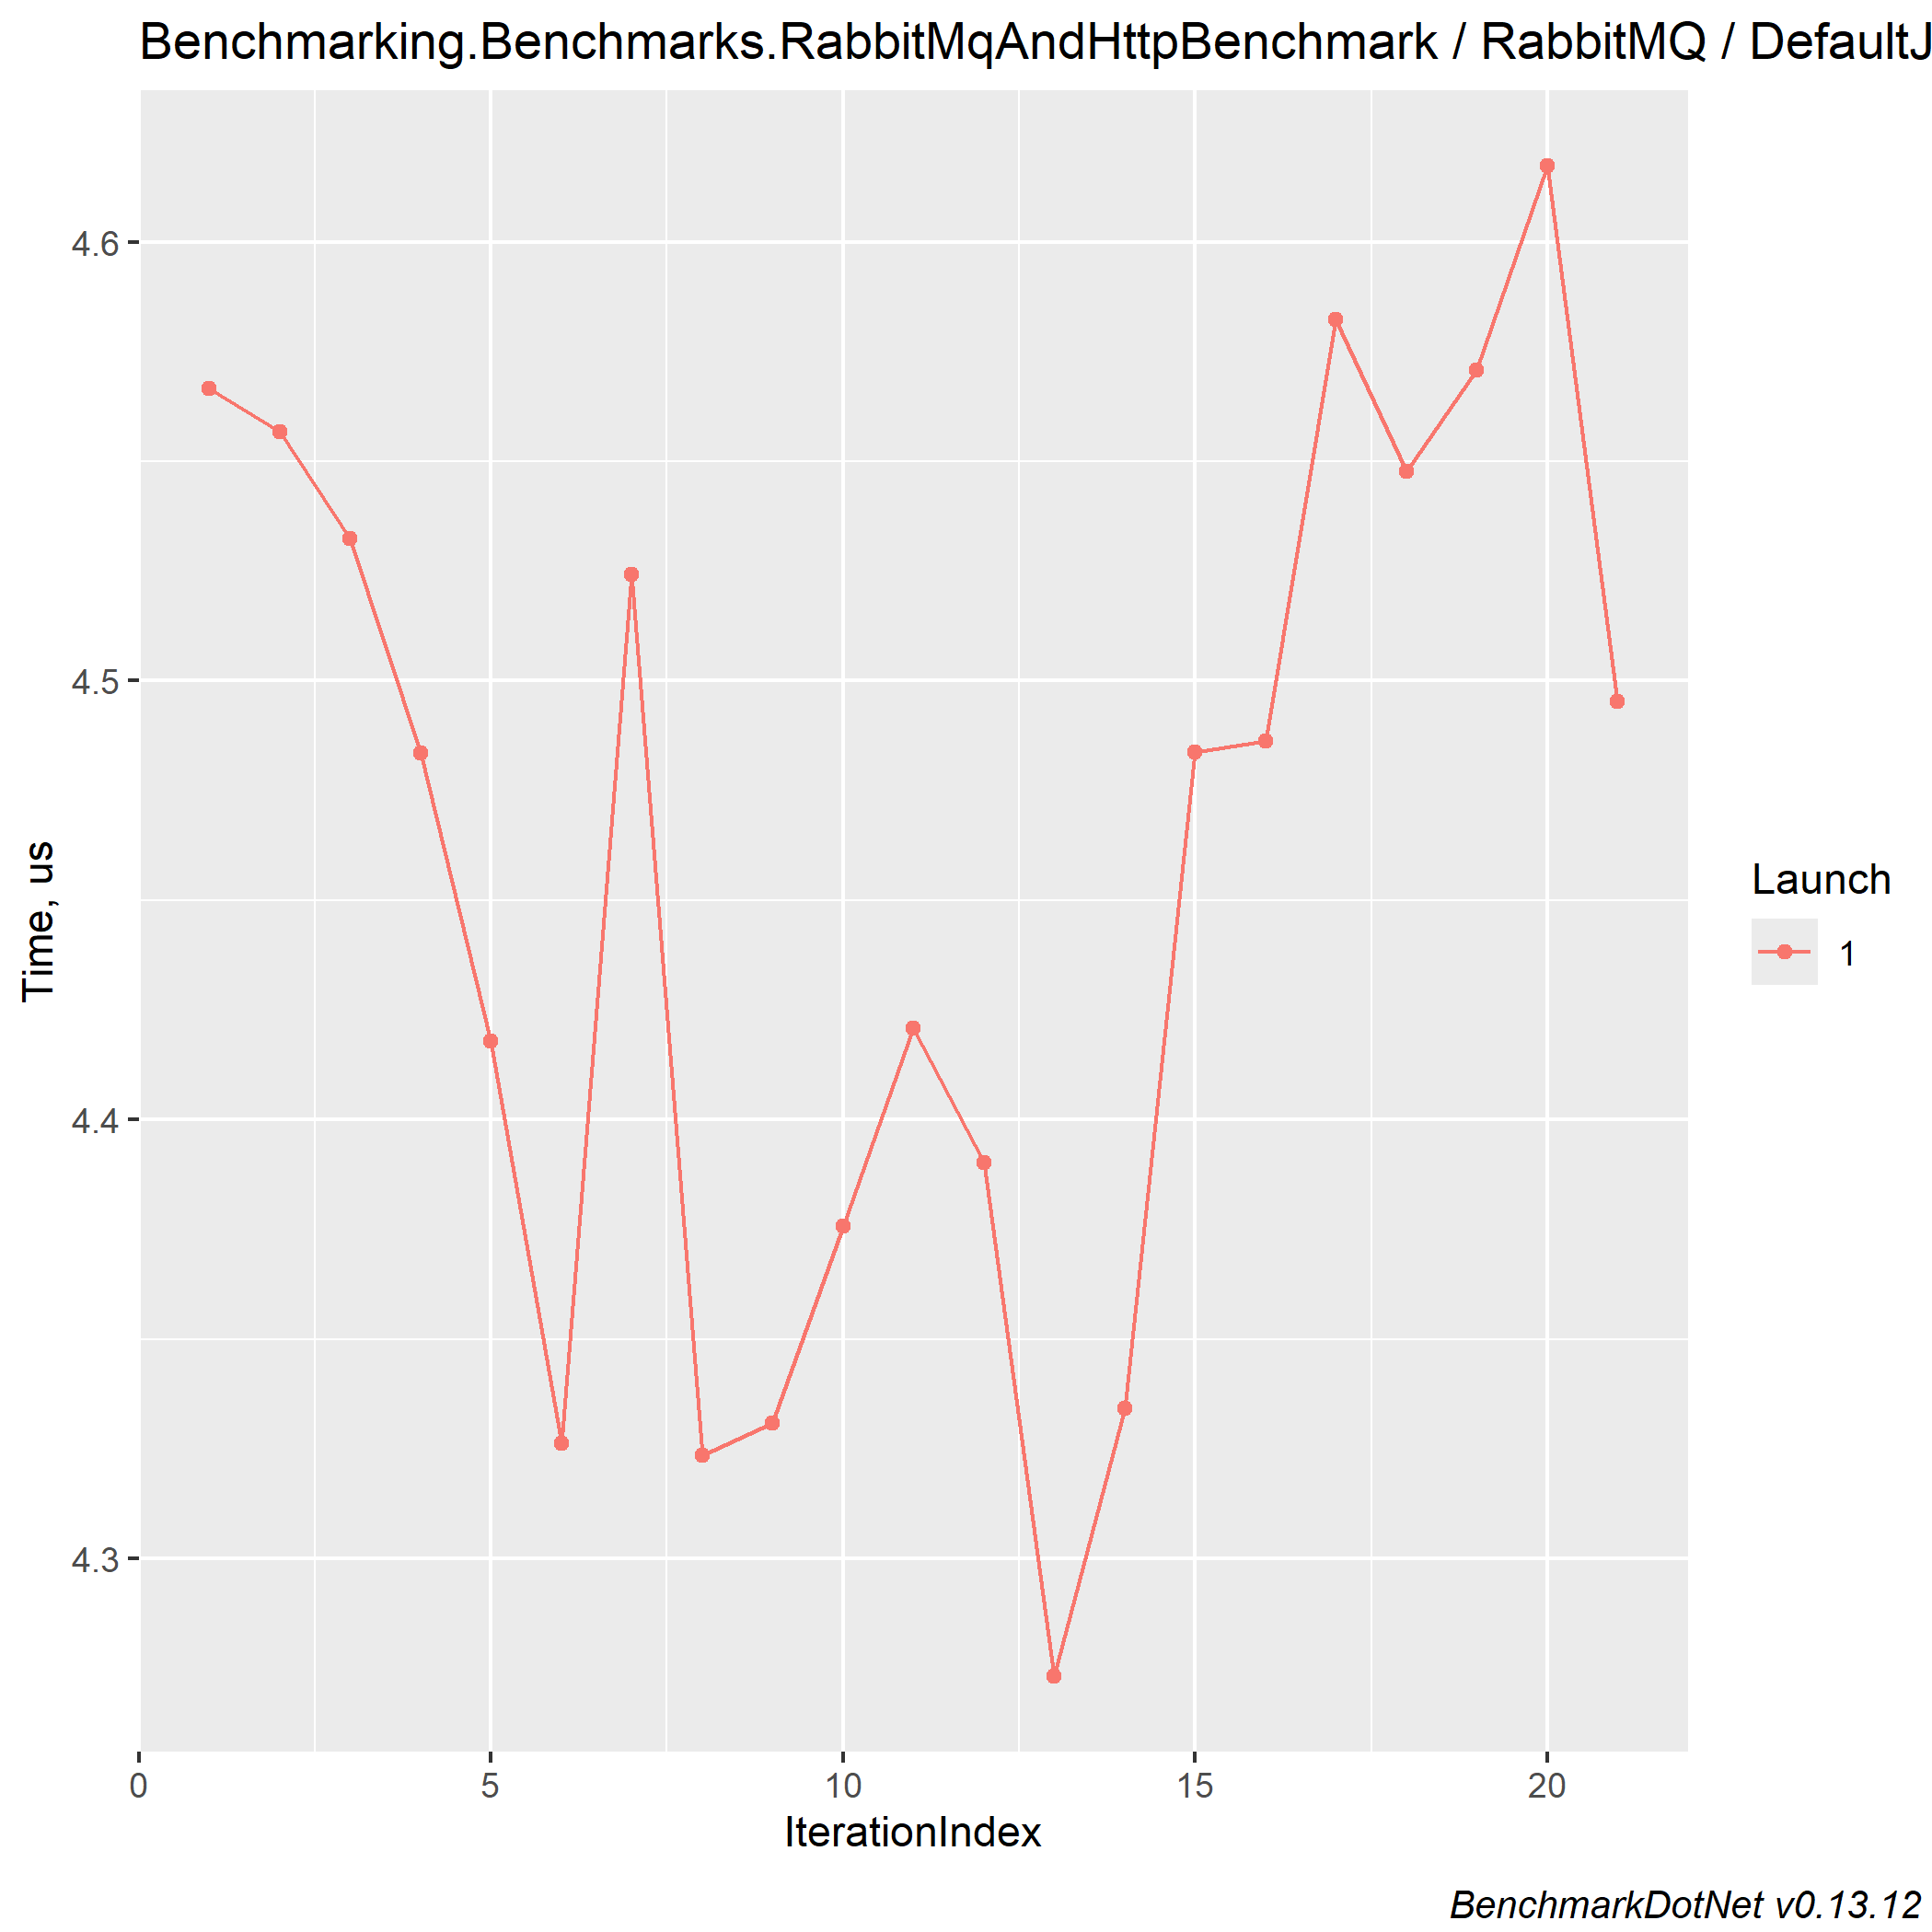 Benchmarking.Benchmarks.RabbitMqAndHttpBenchmark / RabbitMQ / DefaultJ
4.6
4.5
4.4
4.3
Time, us
0 5 10 15 20
IterationIndex
Launch
1
BenchmarkDotNet v0.13.12